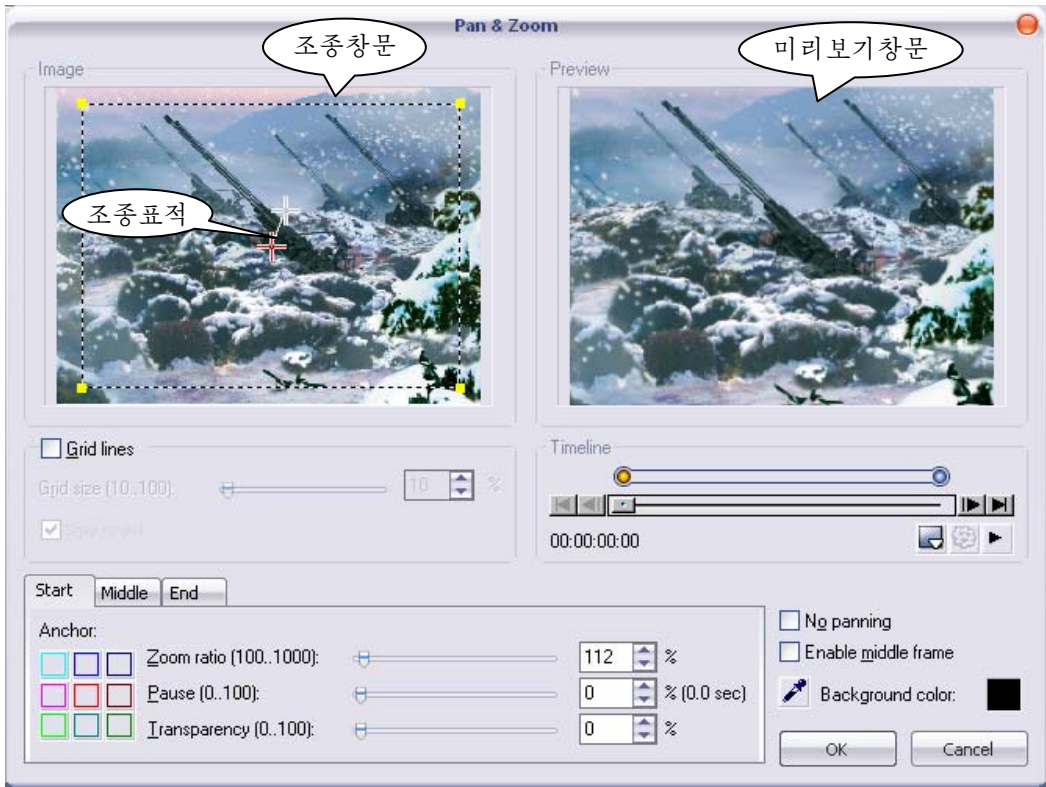 Pan & Zoom
조종창문
미리보기창문
Image
Preview
조종표적
Grid lines
Grid size (10..100):
10
%
Timeline
00:00:00:00
Start
Middle
End
Anchor:
Zoom ratio (100..1000):
112
%
Pause (0..100):
0
% (0.0 sec)
Transparency (0..100):
0
%
No panning
Enable middle frame
Background color:
OK
Cancel